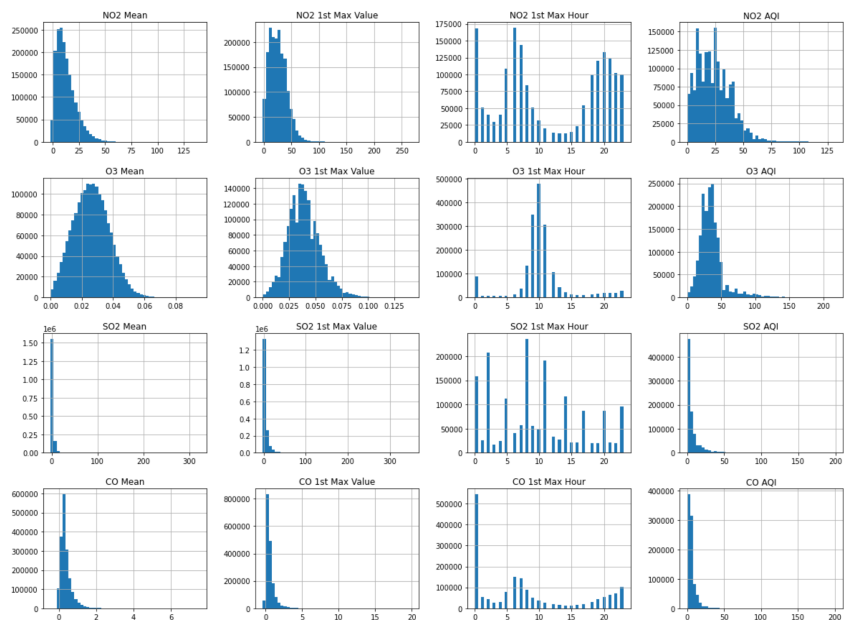 NO2 Mean
250000
200000
150000
100000
50000
0
0 25 50 75 100 125
NO2 1st Max Value
200000
150000
100000
50000
0
0 50 100 150 200 250
NO2 1st Max Hour
175000
150000
125000
100000
75000
50000
25000
0
0 5 10 15 20
NO2 AQI
150000
125000
100000
75000
50000
25000
0
0 25 50 75 100 125
O3 Mean
100000
80000
60000
40000
20000
0
0.00 0.02 0.04 0.06 0.08
O3 1st Max Value
140000
120000
100000
80000
60000
40000
20000
0
0.000 0.025 0.050 0.075 0.100 0.125
O3 1st Max Hour
500000
400000
300000
200000
100000
0
0 5 10 15 20
O3 AQI
250000
200000
150000
100000
50000
0
0 50 100 150 200
SO2 Mean
1e6
1.50
1.25
1.00
0.75
0.50
0.25
0.00
0 100 200 300
SO2 1st Max Value
1e6
1.2
1.0
0.8
0.6
0.4
0.2
0.0
0 100 200 300
SO2 1st Max Hour
200000
150000
100000
50000
0
0 5 10 15 20
SO2 AQI
400000
300000
200000
100000
0
0 50 100 150 200
CO Mean
600000
500000
400000
300000
200000
100000
0
0 2 4 6
CO 1st Max Value
800000
600000
400000
200000
0
0 5 10 15 20
CO 1st Max Hour
500000
400000
300000
200000
100000
0
0 5 10 15 20
CO AQI
400000
300000
200000
100000
0
0 50 100 150 200